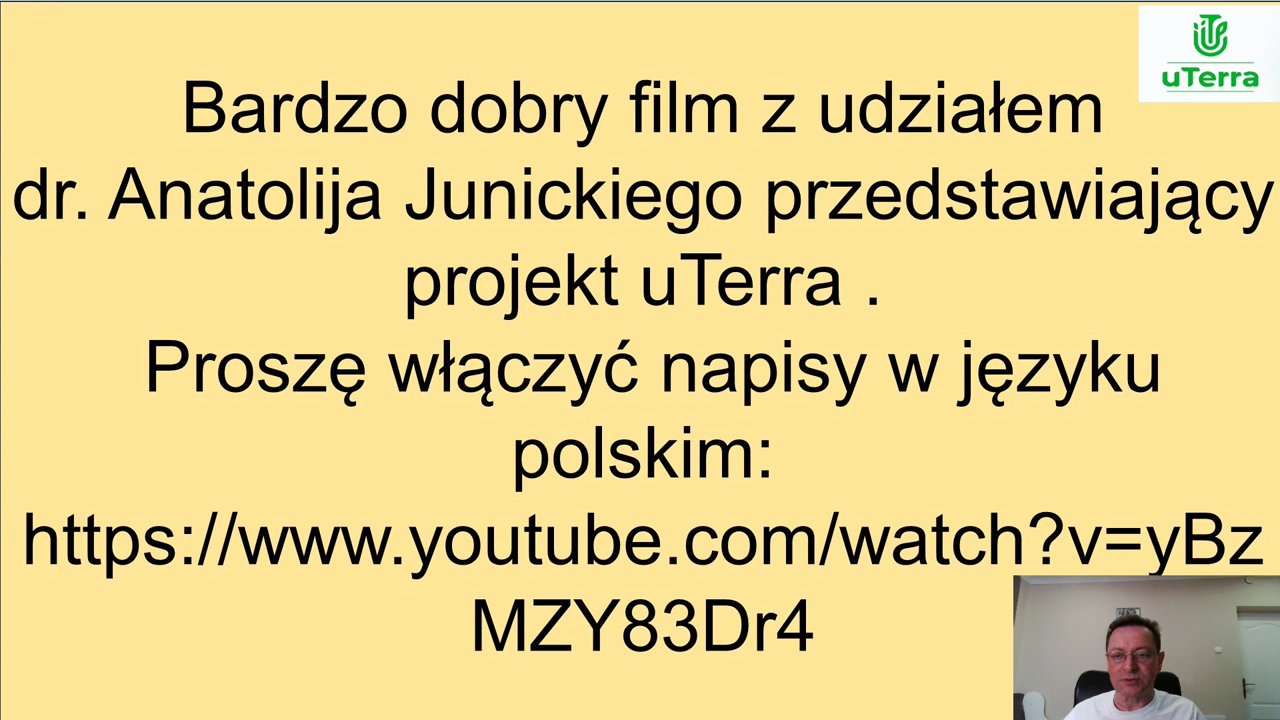 uTerra
Bardzo dobry film z udziałem
dr. Anatolija Junickiego przedstawiający
projekt uTerra .
Proszę włączyć napisy w języku
polskim:
https://www.youtube.com/watch?v=yBz
MZY83Dr4